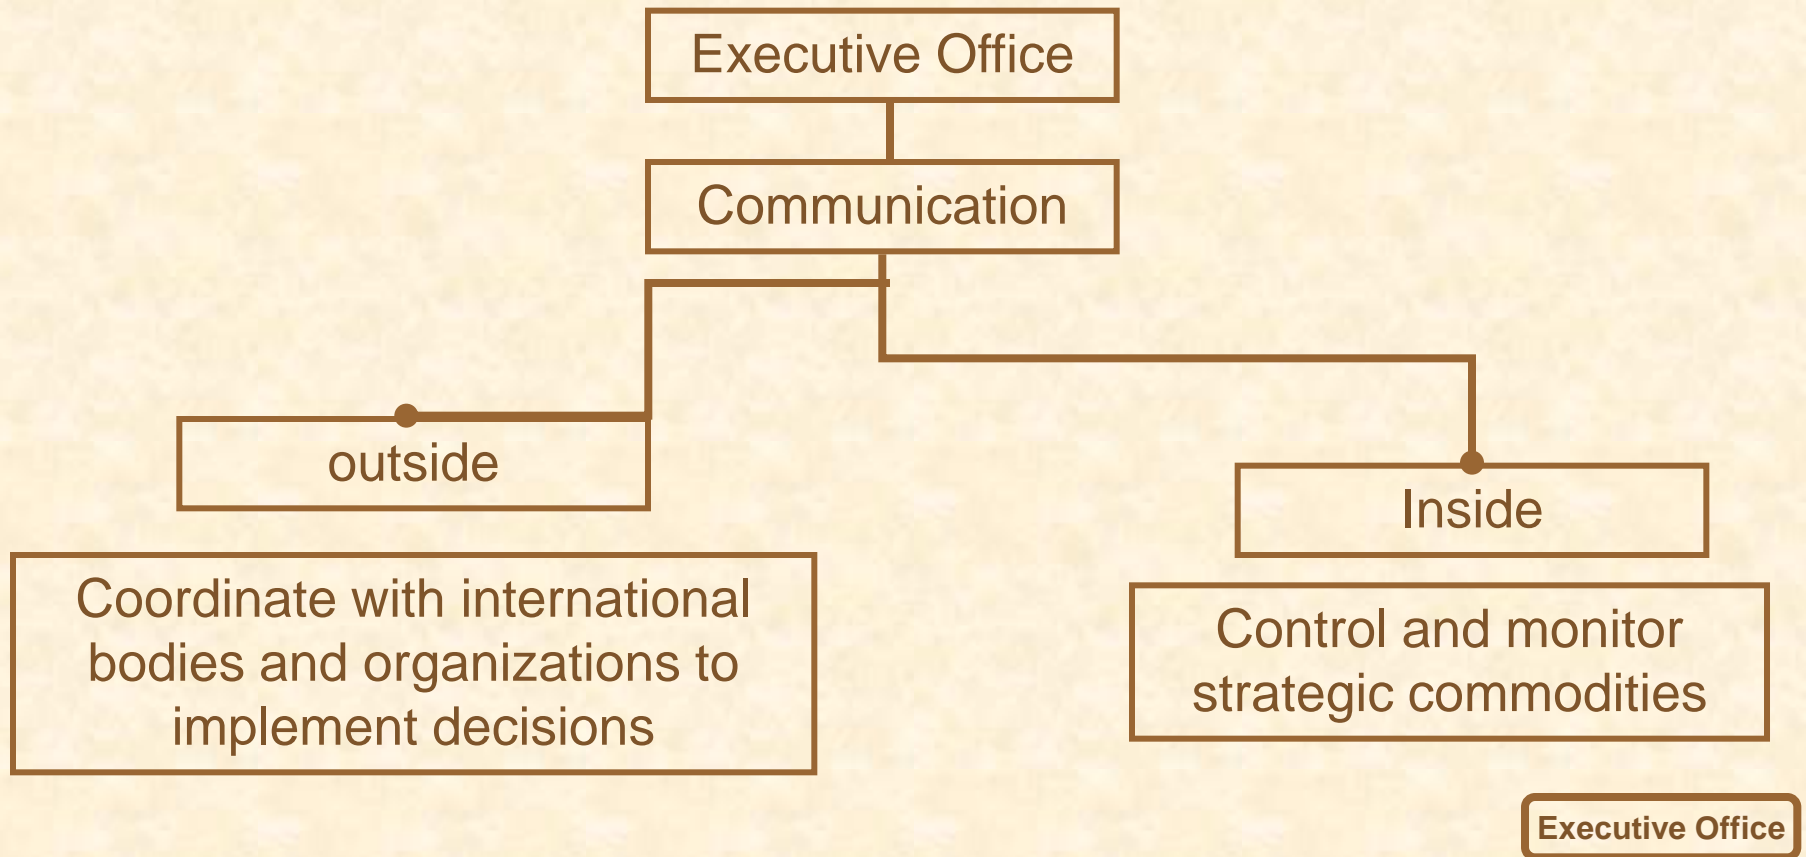 Executive Office
Communication
outside
Inside
Coordinate with international
bodies and organizations to
implement decisions
Control and monitor
strategic commodities
Executive Office